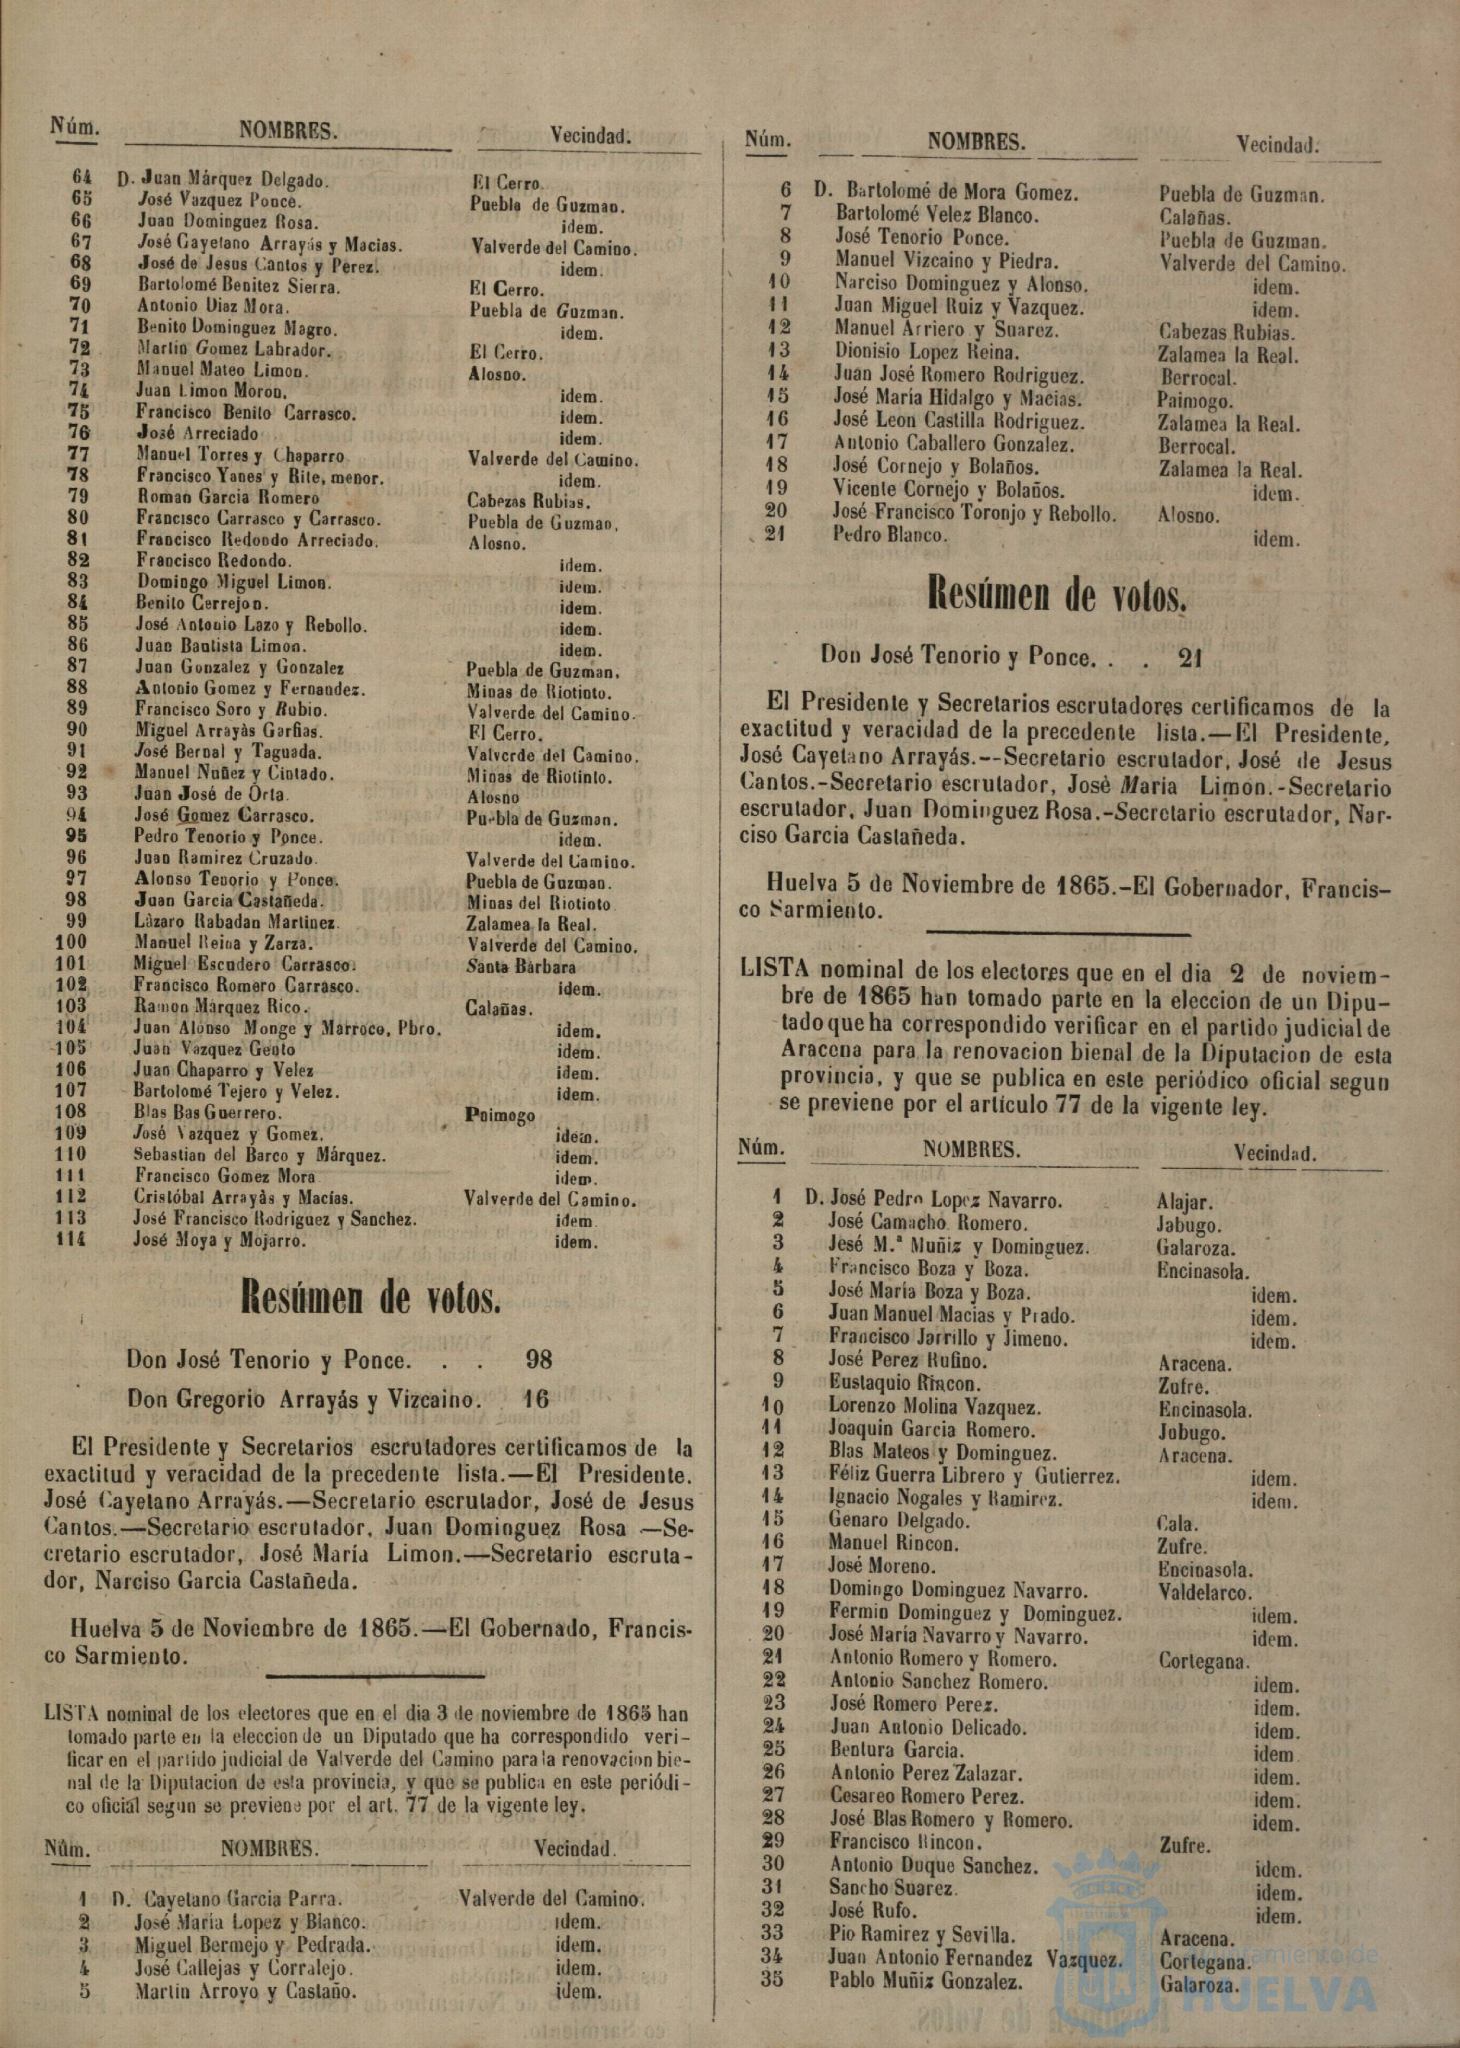 Núm. NOMBRES. Vecindad.
64 D. Juan Márquez Delgado. El Cerro.
65 José Vazquez Ponce. Puebla de Guzman.
66 Juan Dominguez Rosa. idem.
67 José Cayetano Arrayás y Macias. Valverde del Camino.
68 José de Jesus Cantos y Perez. idem.
69 Bartolomé Benitez Sierra. El Cerro.
70 Antonio Diaz Mora. Puebla de Guzman.
71 Benito Dominguez Magro. idem.
72 Martin Gomez Labrador. El Cerro.
73 Manuel Mateo Limon. Alosno.
74 Juan Limon Moron. idem.
75 Francisco Benito Carrasco. idem.
76 José Arreciado idem.
77 Manuel Torres y Chaparro Valverde del Camino.
78 Francisco Yanes y Rite, menor. idem.
79 Roman Garcia Romero Cabezas Rubias.
80 Francisco Carrasco y Carrasco. Puebla de Guzman.
81 Francisco Redondo Arreciado. Alosno.
82 Francisco Redondo. idem.
83 Domingo Miguel Limon. idem.
84 Benito Cerrejon. idem.
85 José Antonio Lazo y Rebollo. idem.
86 Juan Bautista Limon. idem.
87 Juan Gonzalez y Gonzalez Puebla de Guzman.
88 Antonio Gomez y Fernandez. Minas de Riotinto.
89 Francisco Soro y Rubio. Valverde del Camino.
90 Miguel Arrayàs Garfias. El Cerro.
91 José Bernal y Taguada. Valverde del Camino.
92 Manuel Nuñez y Cintado. Minas de Riotinto.
93 Juan José de Orta. Alosno
94 José Gomez Carrasco. Puebla de Guzman.
95 Pedro Tenorio y Ponce. idem.
96 Juan Ramirez Cruzado. Valverde del Camino.
97 Alonso Tenorio y Ponce. Puebla de Guzman.
98 Juan Garcia Castañeda. Minas del Riotinto
99 Làzaro Rabadan Martinez. Zalamea la Real.
100 Manuel Reina y Zarza. Valverde del Camino.
101 Miguel Escudero Carrasco. Santa Bàrbara
102 Francisco Romero Carrasco. idem.
103 Ramon Márquez Rico. Calañas.
104 Juan Alonso Monge y Marroco, Pbro. idem.
105 Juan Vazquez Gento idem.
106 Juan Chaparro y Velez idem.
107 Bartolomé Tejero y Velez. idem.
108 Blas Bas Guerrero. Paimogo
109 José Vazquez y Gomez. idem.
110 Sebastian del Barco y Márquez. idem.
111 Francisco Gomez Mora idem.
112 Cristóbal Arrayàs y Macías. Valverde del Camino.
113 José Francisco Rodriguez y Sanchez. idem
114 José Moya y Mojarro. idem.
Resúmen de votos.
Don José Tenorio y Ponce. . . 98
Don Gregorio Arrayás y Vizcaino. 16
El Presidente y Secretarios escrutadores certificamos de la
exactitud y veracidad de la precedente lista.—El Presidente.
José Cayetano Arrayás.—Secretario escrutador, José de Jesus
Cantos.—Secretario escrutador, Juan Dominguez Rosa —Se-
cretario escrutador, José María Limon.—Secretario escruta-
dor, Narciso Garcia Castañeda.
Huelva 5 de Noviembre de 1865.—El Gobernado, Francis-
co Sarmiento.
LISTA nominal de los electores que en el dia 3 de noviembre de 1865 han
tomado parte en la eleccion de un Diputado que ha correspondido veri-
ficar en el partido judicial de Valverde del Camino para la renovacion bie-
nal de la Diputacion de esta provincia, y que se publica en este periódi-
co oficial segun se previene por el art. 77 de la vigente ley.
Núm. NOMBRES. Vecindad.
1 D. Cayetano Garcia Parra. Valverde del Camino.
2 José Maria Lopez y Blanco. idem.
3 Miguel Bermejo y Pedrada. idem.
4 José Callejas y Corralejo. idem.
5 Martin Arroyo y Castaño. idem.
Núm. NOMBRES. Vecindad.
6 D. Bartolomé de Mora Gomez. Puebla de Guzman.
7 Bartolomé Velez Blanco. Calañas.
8 José Tenorio Ponce. Puebla de Guzman.
9 Manuel Vizcaino y Piedra. Valverde del Camino.
10 Narciso Dominguez y Alonso. idem.
11 Juan Miguel Ruiz y Vazquez. idem.
12 Manuel Arriero y Suarez. Cabezas Rubias.
13 Dionisio Lopez Reina. Zalamea la Real.
14 Juan José Romero Rodriguez. Berrocal.
15 José María Hidalgo y Macias. Paimogo.
16 José Leon Castilla Rodriguez. Zalamea la Real.
17 Antonio Caballero Gonzalez. Berrocal.
18 José Cornejo y Bolaños. Zalamea la Real.
19 Vicente Cornejo y Bolaños. idem.
20 José Francisco Toronjo y Rebollo. Alosno.
21 Pedro Blanco. idem.
Resúmen de votos.
Don José Tenorio y Ponce. . . 21
El Presidente y Secretarios escrutadores certificamos de la
exactitud y veracidad de la precedente lista.—El Presidente,
José Cayetano Arrayás.--Secretario escrutador, José de Jesus
Cantos.-Secretario escrutador, Josè Maria Limon.-Secretario
escrutador, Juan Dominguez Rosa.-Secretario escrutador, Nar-
ciso Garcia Castañeda.
Huelva 5 de Noviembre de 1865.-El Gobernador, Francis-
co Sarmiento.
LISTA nominal de los electores que en el dia 2 de noviem-
bre de 1865 han tomado parte en la eleccion de un Dipu-
tado que ha correspondido verificar en el partido judicial de
Aracena para la renovacion bienal de la Diputacion de esta
provincia, y que se publica en este periódico oficial segun
se previene por el artículo 77 de la vigente ley.
Núm. NOMBRES. Vecindad.
1 D. José Pedro Lopez Navarro. Alajar.
2 José Camacho Romero. Jabugo.
3 Jesé M.ª Muñiz y Dominguez. Galaroza.
4 Francisco Boza y Boza. Encinasola.
5 José María Boza y Boza. idem.
6 Juan Manuel Macias y Prado. idem.
7 Francisco Jarrillo y Jimeno. idem.
8 José Perez Rufino. Aracena.
9 Eustaquio Rincon. Zufre.
10 Lorenzo Molina Vazquez. Encinasola.
11 Joaquin Garcia Romero. Jabugo.
12 Blas Mateos y Dominguez. Aracena.
13 Féliz Guerra Librero y Gutierrez. idem.
14 Ignacio Nogales y Ramirez. idem.
15 Genaro Delgado. Cala.
16 Manuel Rincon. Zufre.
17 José Moreno. Encinasola.
18 Domingo Dominguez Navarro. Valdelarco.
19 Fermin Dominguez y Dominguez. idem.
20 José María Navarro y Navarro. idem.
21 Antonio Romero y Romero. Cortegana.
22 Antonio Sanchez Romero. idem.
23 José Romero Perez. idem.
24 Juan Antonio Delicado. idem.
25 Bentura Garcia. idem
26 Antonio Perez Zalazar. idem.
27 Cesareo Romero Perez. idem.
28 José Blas Romero y Romero. idem.
29 Francisco Rincon. Zufre.
30 Antonio Duque Sanchez. idem.
31 Sancho Suarez. idem.
32 José Rufo. idem.
33 Pio Ramirez y Sevilla. Aracena.
34 Juan Antonio Fernandez Vazquez. Cortegana.
35 Pablo Muñiz Gonzalez. Galaroza.
Ayuntamiento de
HUELVA